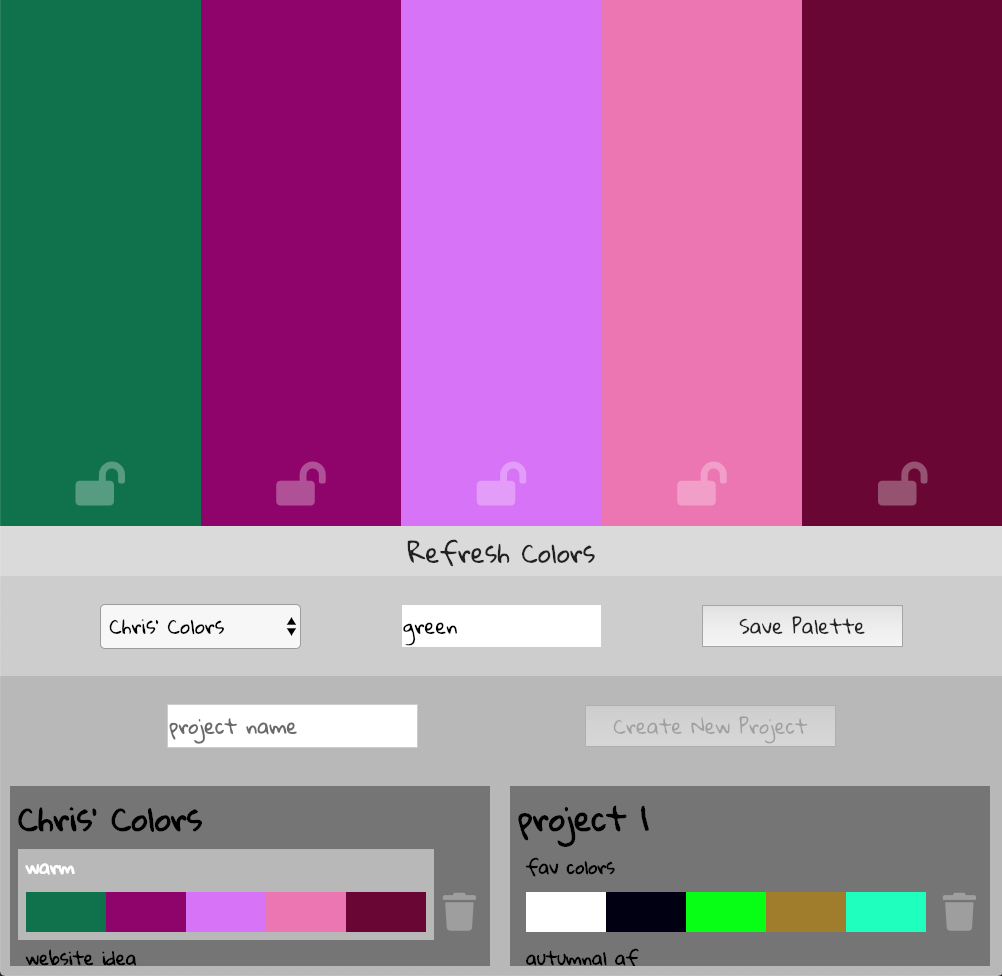 Refresh Colors
Chris' Colors
green
Save Palette
project name
Create New Project
Chris' Colors
warm
website idea
project 1
fav colors
autumnal af